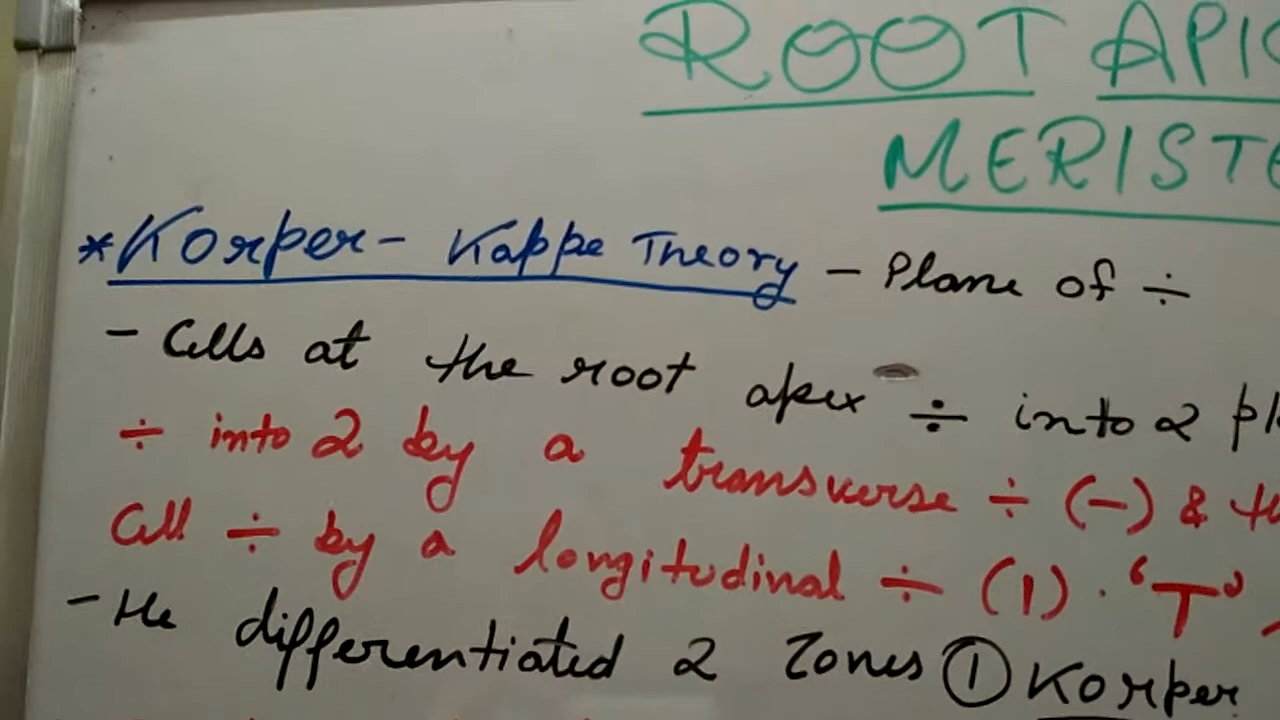 ROOT APIC
MERISTE
*Korper- Kappe Theory - Plane of ÷
- Cells at the root apex ÷ into 2 pl
÷ into 2 by a transverse ÷ (-) & th
Cell ÷ by a longitudinal ÷ (1). 'T'
- He differentiated 2 Zones ① Korper